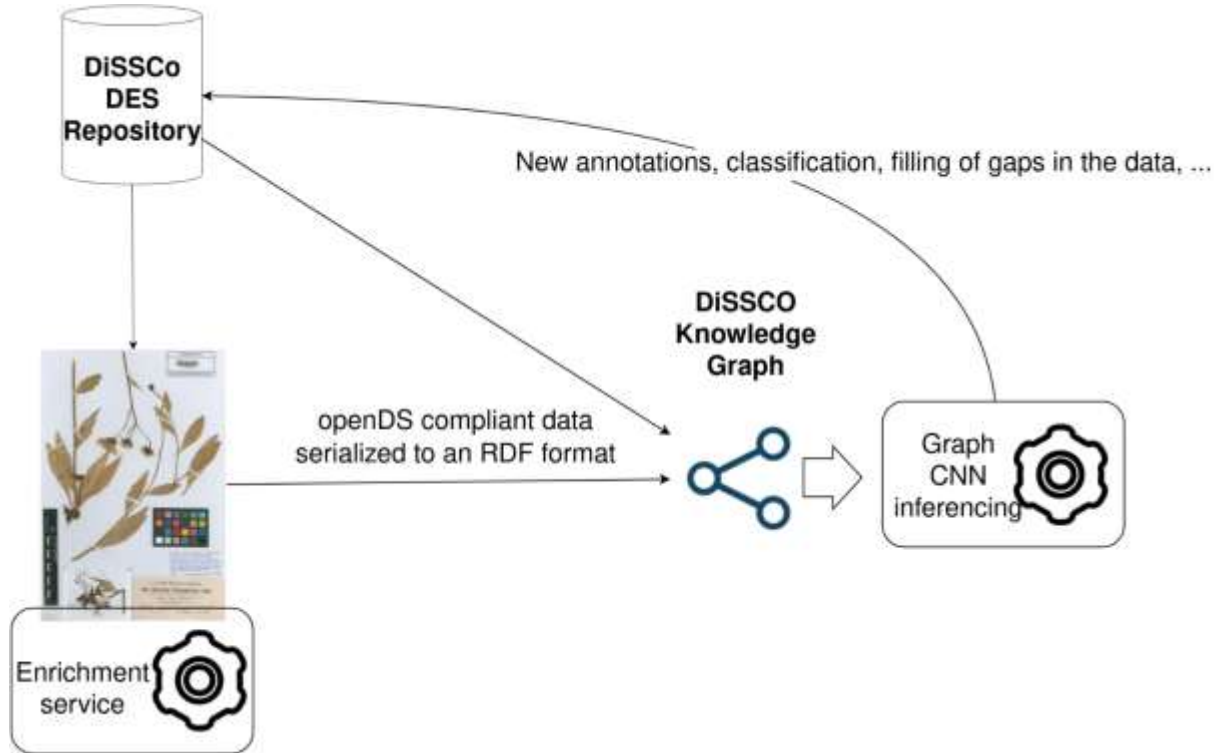 DiSSCo
DES
Repository
New annotations, classification, filling of gaps in the data, ...
DiSSCO
Knowledge
Graph
openDS compliant data
serialized to an RDF format
Graph
CNN
inferencing
Enrichment
service